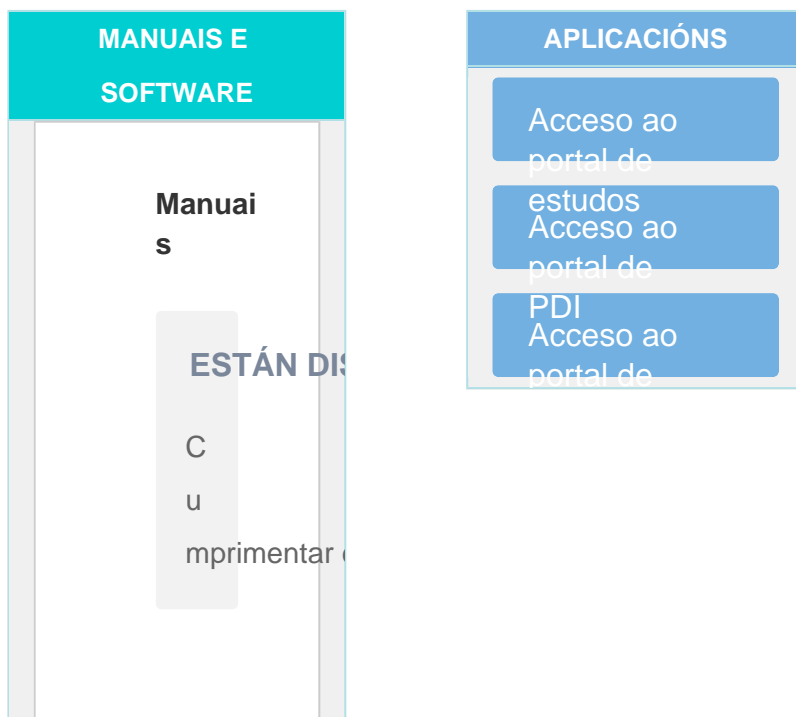 MANUAIS E
SOFTWARE
Manuai
s
ESTÁN
C
u
mprimentar
APLICACIÓNS
Acceso ao
portal de
estudos
Acceso ao
portal de
PDI
Acceso ao
portal de